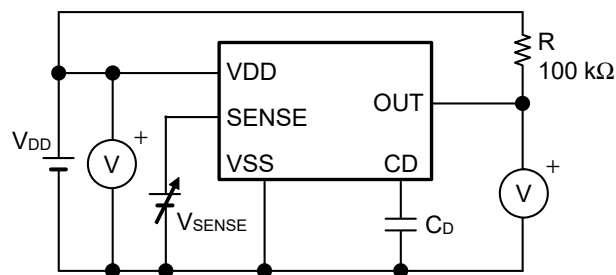 R
100 kΩ
VDD
OUT
SENSE
VDD
V
+
VSS
CD
+
V
VSENSE
CD